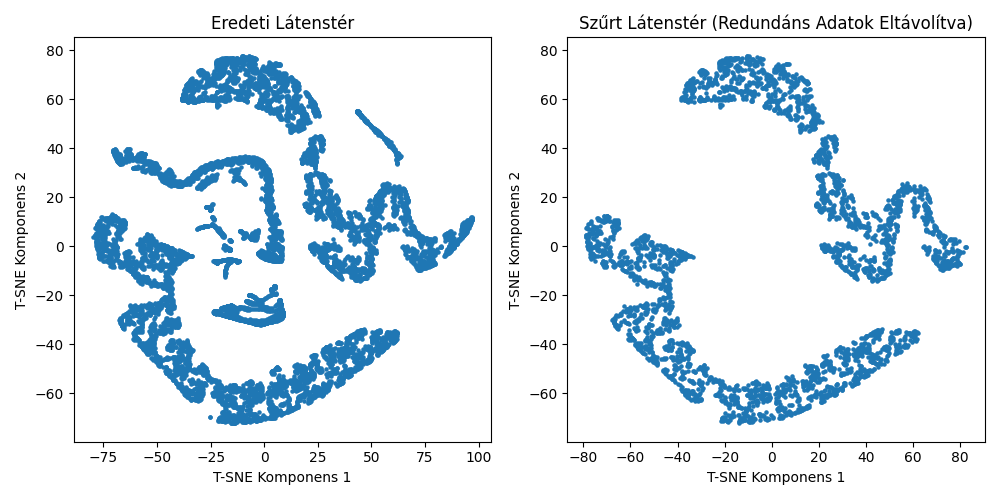 Eredeti Látenstér
80
60
40
20
0
−20
−40
−60
T-SNE Komponens 2
−75 −50 −25 0 25 50 75 100
T-SNE Komponens 1
Szűrt Látenstér (Redundáns Adatok Eltávolítva)
80
60
40
20
0
−20
−40
−60
T-SNE Komponens 2
−80 −60 −40 −20 0 20 40 60 80
T-SNE Komponens 1